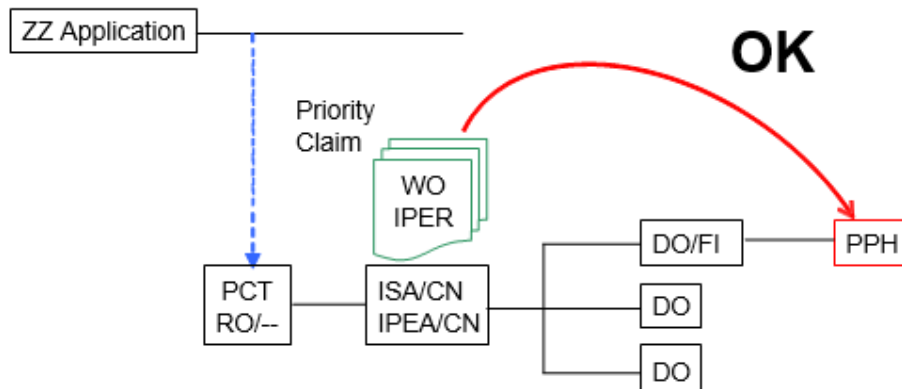 ZZ Application
OK
Priority
Claim
WO
IPER
DO/FI
PPH
PCT
RO/--
ISA/CN
IPEA/CN
DO
DO